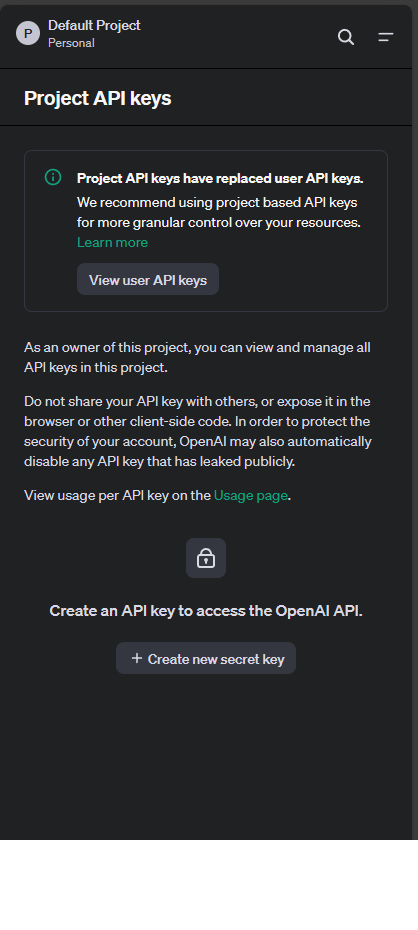 P
Default Project
Personal
Project API keys
Project API keys have replaced user API keys.
We recommend using project based API keys
for more granular control over your resources.
Learn more
View user API keys
As an owner of this project, you can view and manage all
API keys in this project.
Do not share your API key with others, or expose it in the
browser or other client-side code. In order to protect the
security of your account, OpenAI may also automatically
disable any API key that has leaked publicly.
View usage per API key on the Usage page.
Create an API key to access the OpenAI API.
+ Create new secret key